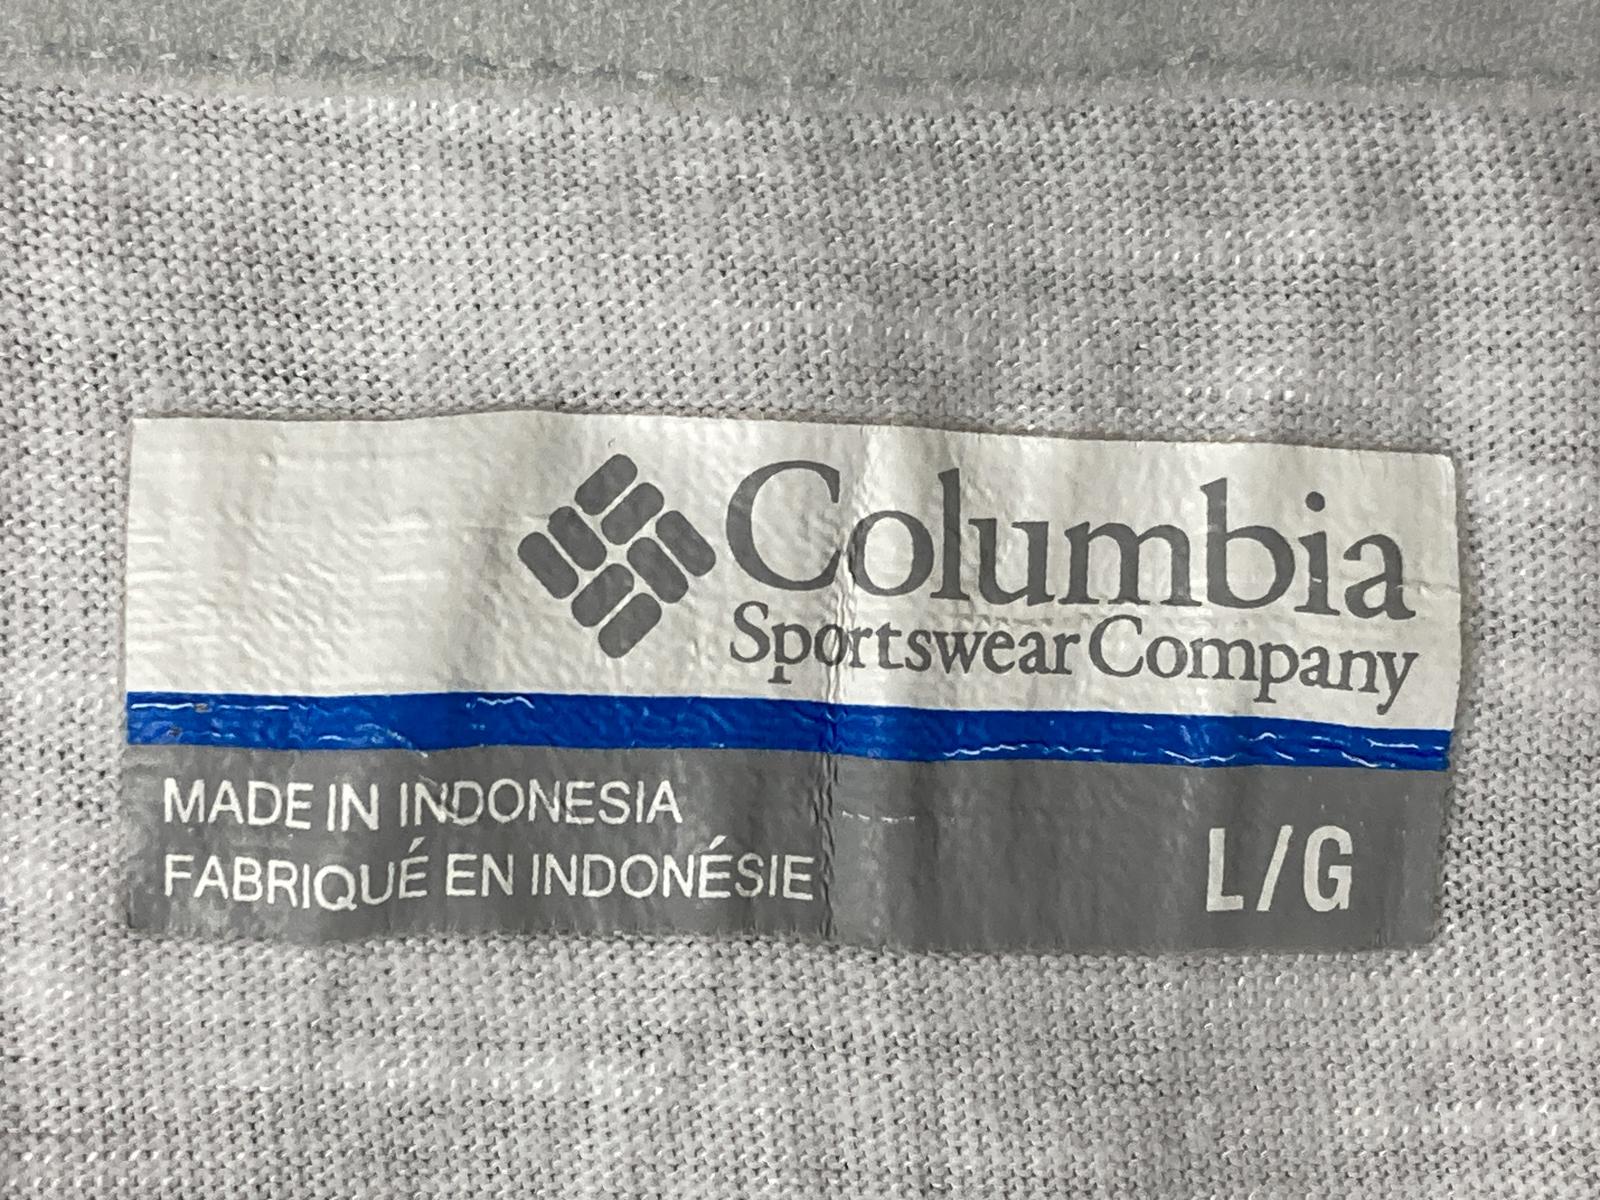 Columbia
Sportswear Company
MADE IN INDONESIA
FABRIQUÉ EN INDONÉSIE
L/G